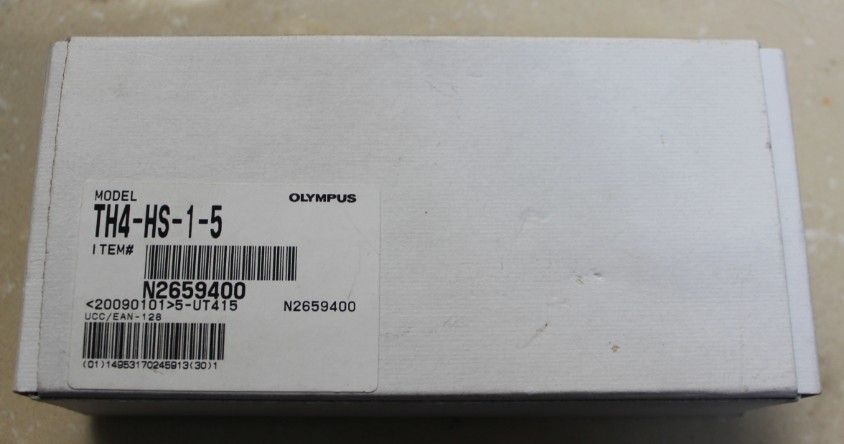 MODEL OLYMPUS
TH4-HS-1-5
ITEM#
N2659400
<20090101>5-UT415 N2659400
UCC/EAN-128
(01)14953170245913(30)1